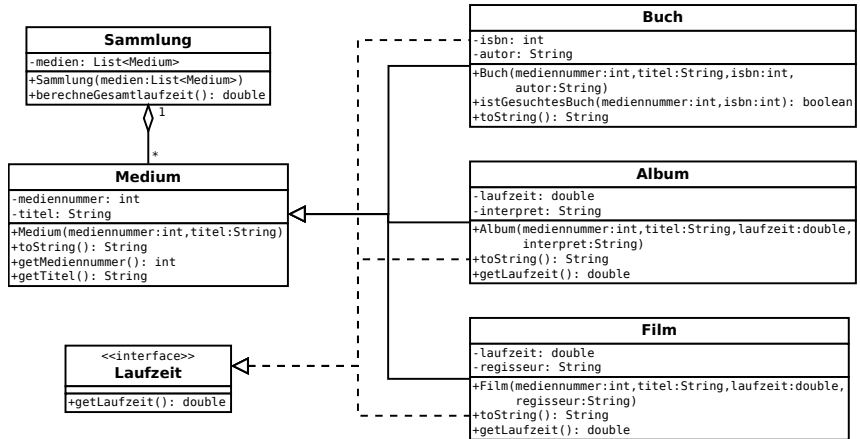 Sammlung
-medien: List<Medium>
+Sammlung(medien:List<Medium>)
+berechneGesamtlaufzeit(): double
1
*
Medium
-mediennummer: int
-titel: String
+Medium(mediennummer:int,titel:String)
+toString(): String
+getMediennummer(): int
+getTitel(): String
<<interface>>
Laufzeit
+getLaufzeit(): double
Buch
-isbn: int
-autor: String
+Buch(mediennummer:int,titel:String,isbn:int,
autor:String)
+istGesuchtesBuch(mediennummer:int,isbn:int): boolean
+toString(): String
Album
-laufzeit: double
-interpret: String
+Album(mediennummer:int,titel:String,laufzeit:double,
interpret:String)
+toString(): String
+getLaufzeit(): double
Film
-laufzeit: double
-regisseur: String
+Film(mediennummer:int,titel:String,laufzeit:double,
regisseur:String)
+toString(): String
+getLaufzeit(): double